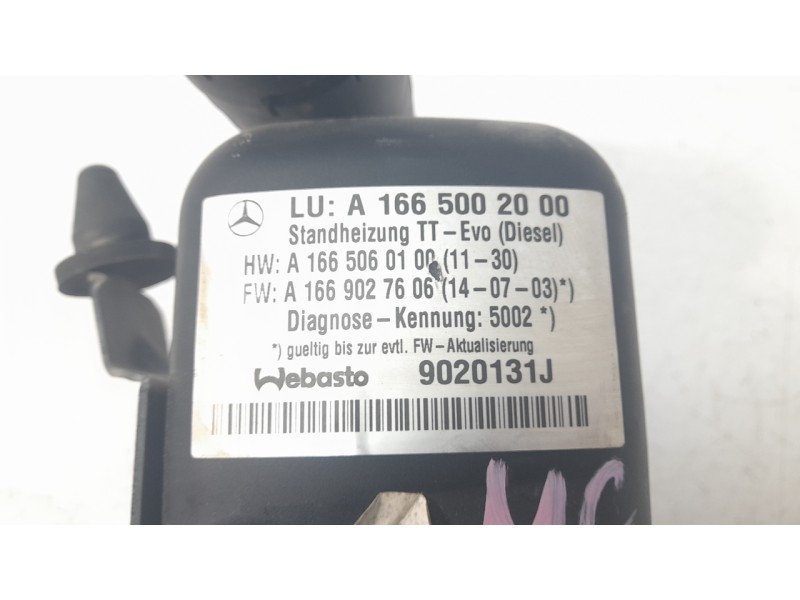 LU: A 166 500 20 00
Standheizung TT-Evo (Diesel)
HW: A 166 506 01 00 (11-30)
FW: A 166 902 76 06 (14-07-03)*)
Diagnose-Kennung: 5002 *)
*) gueltig bis zur evtl. FW-Aktualisierung
Webasto 9020131J